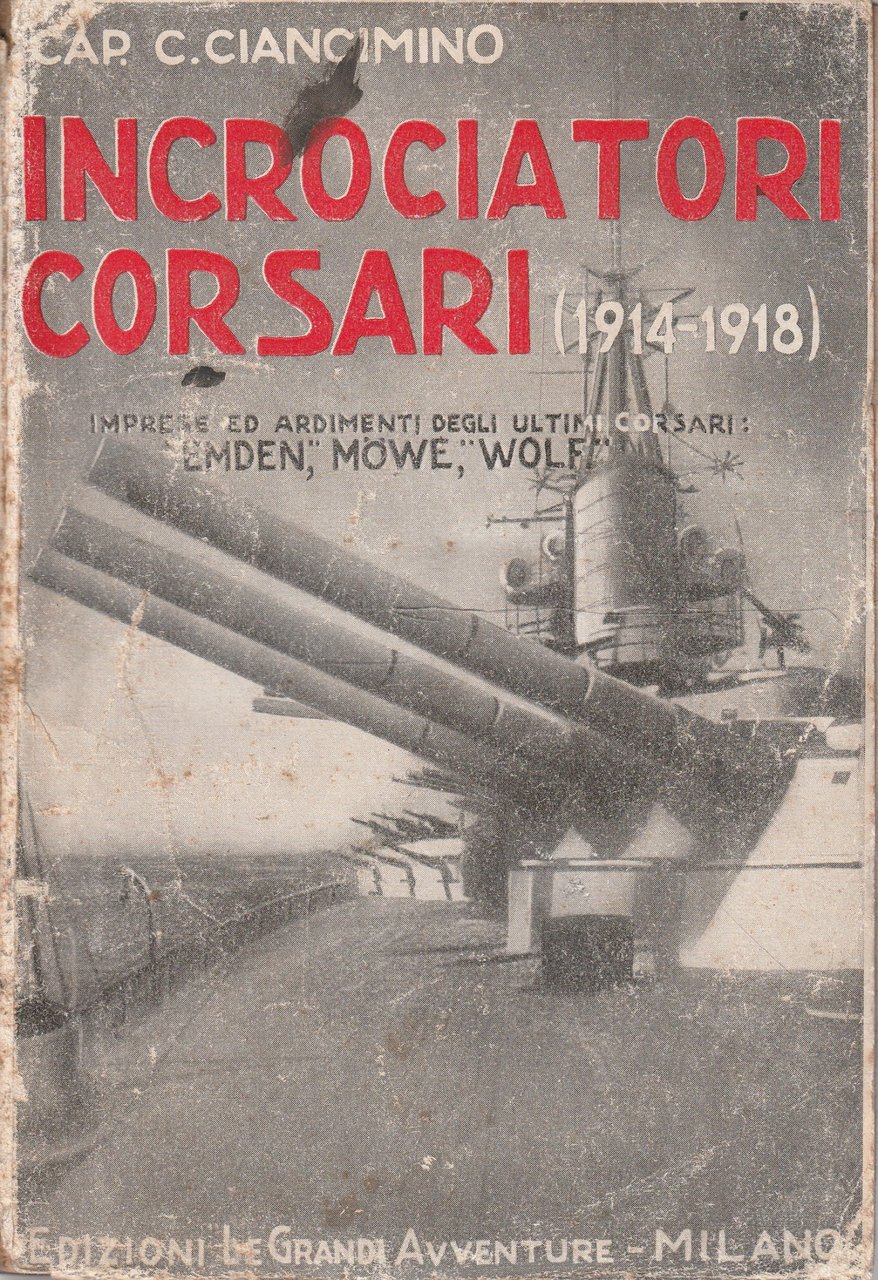 CAP. C. CIANCIMINO
INCROCIATORI
CORSARI (1914-1918)
IMPRESE ED ARDIMENTI DEGLI ULTIMI CORSARI:
"EMDEN", MÖWE," "WOLF"
EDIZIONI "LE GRANDI AVVENTURE - MILANO